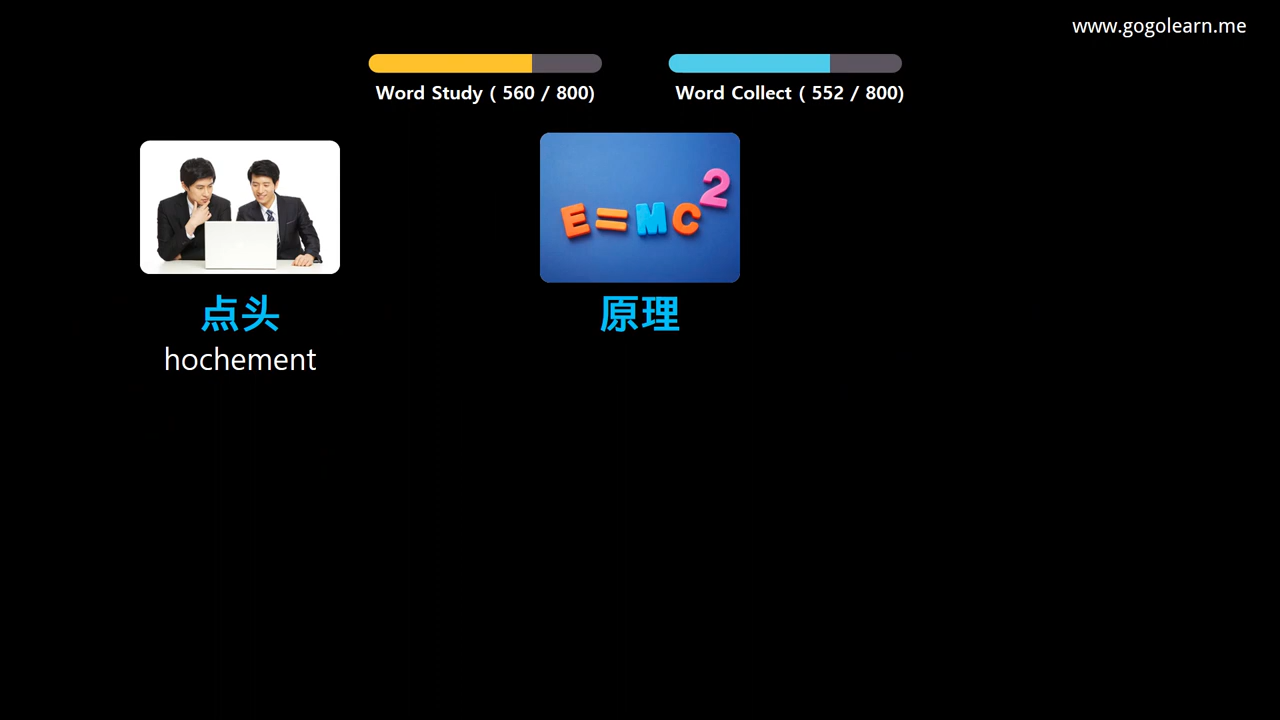 www.gogolearn.me
Word Study ( 560 / 800)
Word Collect ( 552 / 800)
E=MC2
点头
原理
hochement